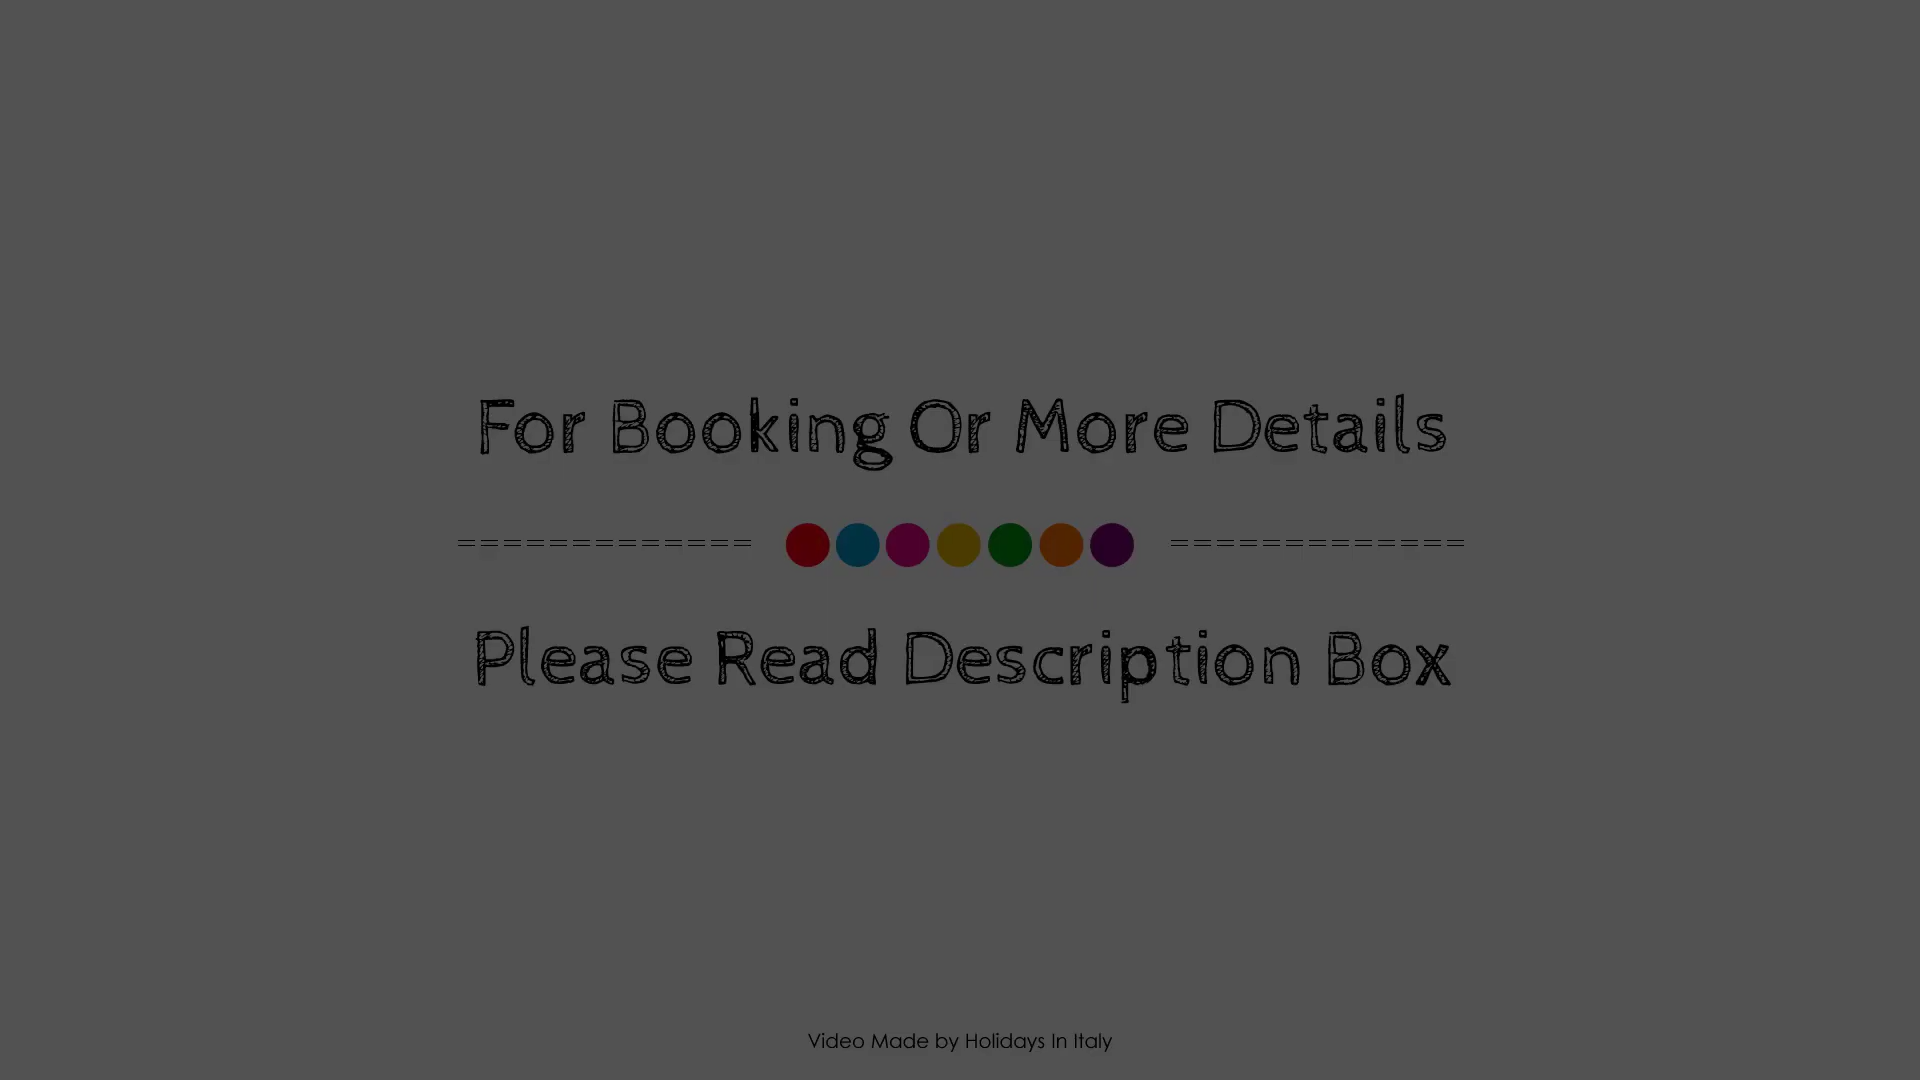 For Booking Or More Details
============= =============
Please Read Description Box
Video Made by Holidays In Italy